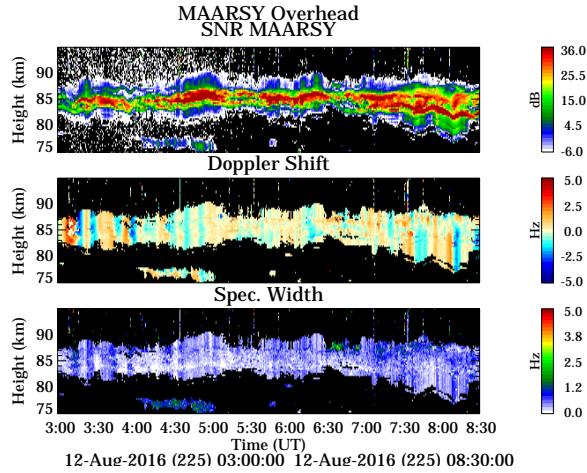 MAARSY Overhead
SNR MAARSY
Height (km)
90
85
80
75
36.0
25.5
15.0
4.5
-6.0
dB
Doppler Shift
Height (km)
90
85
80
75
5.0
2.5
0.0
-2.5
-5.0
Hz
Spec. Width
Height (km)
90
85
80
75
5.0
3.8
2.5
1.2
0.0
Hz
3:00 3:30 4:00 4:30 5:00 5:30 6:00 6:30 7:00 7:30 8:00 8:30
Time (UT)
12-Aug-2016 (225) 03:00:00 12-Aug-2016 (225) 08:30:00